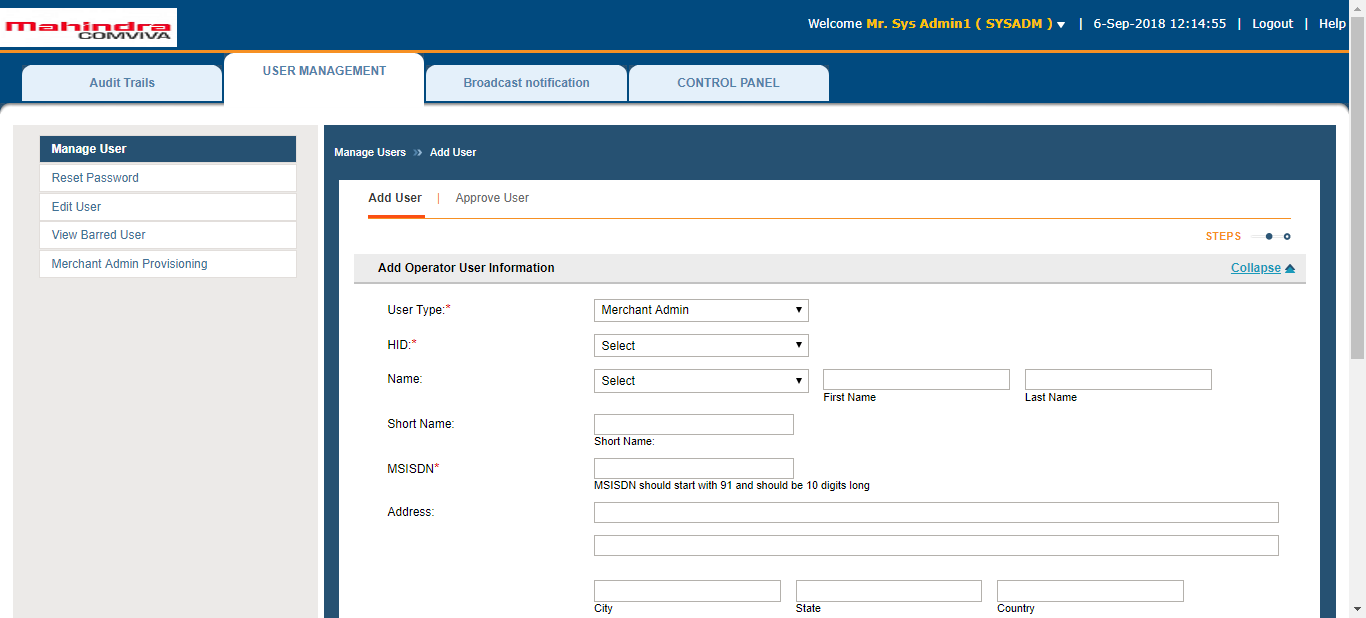 mahindra
COMVIVA
Welcome Mr. Sys Admin1 ( SYSADM ) | 6-Sep-2018 12:14:55 | Logout | Help
Audit Trails
USER MANAGEMENT
Broadcast notification
CONTROL PANEL
Manage User
Reset Password
Edit User
View Barred User
Merchant Admin Provisioning
Manage Users » Add User
Add User | Approve User
STEPS
Add Operator User Information
Collapse
User Type:*
Merchant Admin
HID:*
Select
Name:
Select
First Name
Last Name
Short Name:
Short Name:
MSISDN*
MSISDN should start with 91 and should be 10 digits long
Address:
City
State
Country